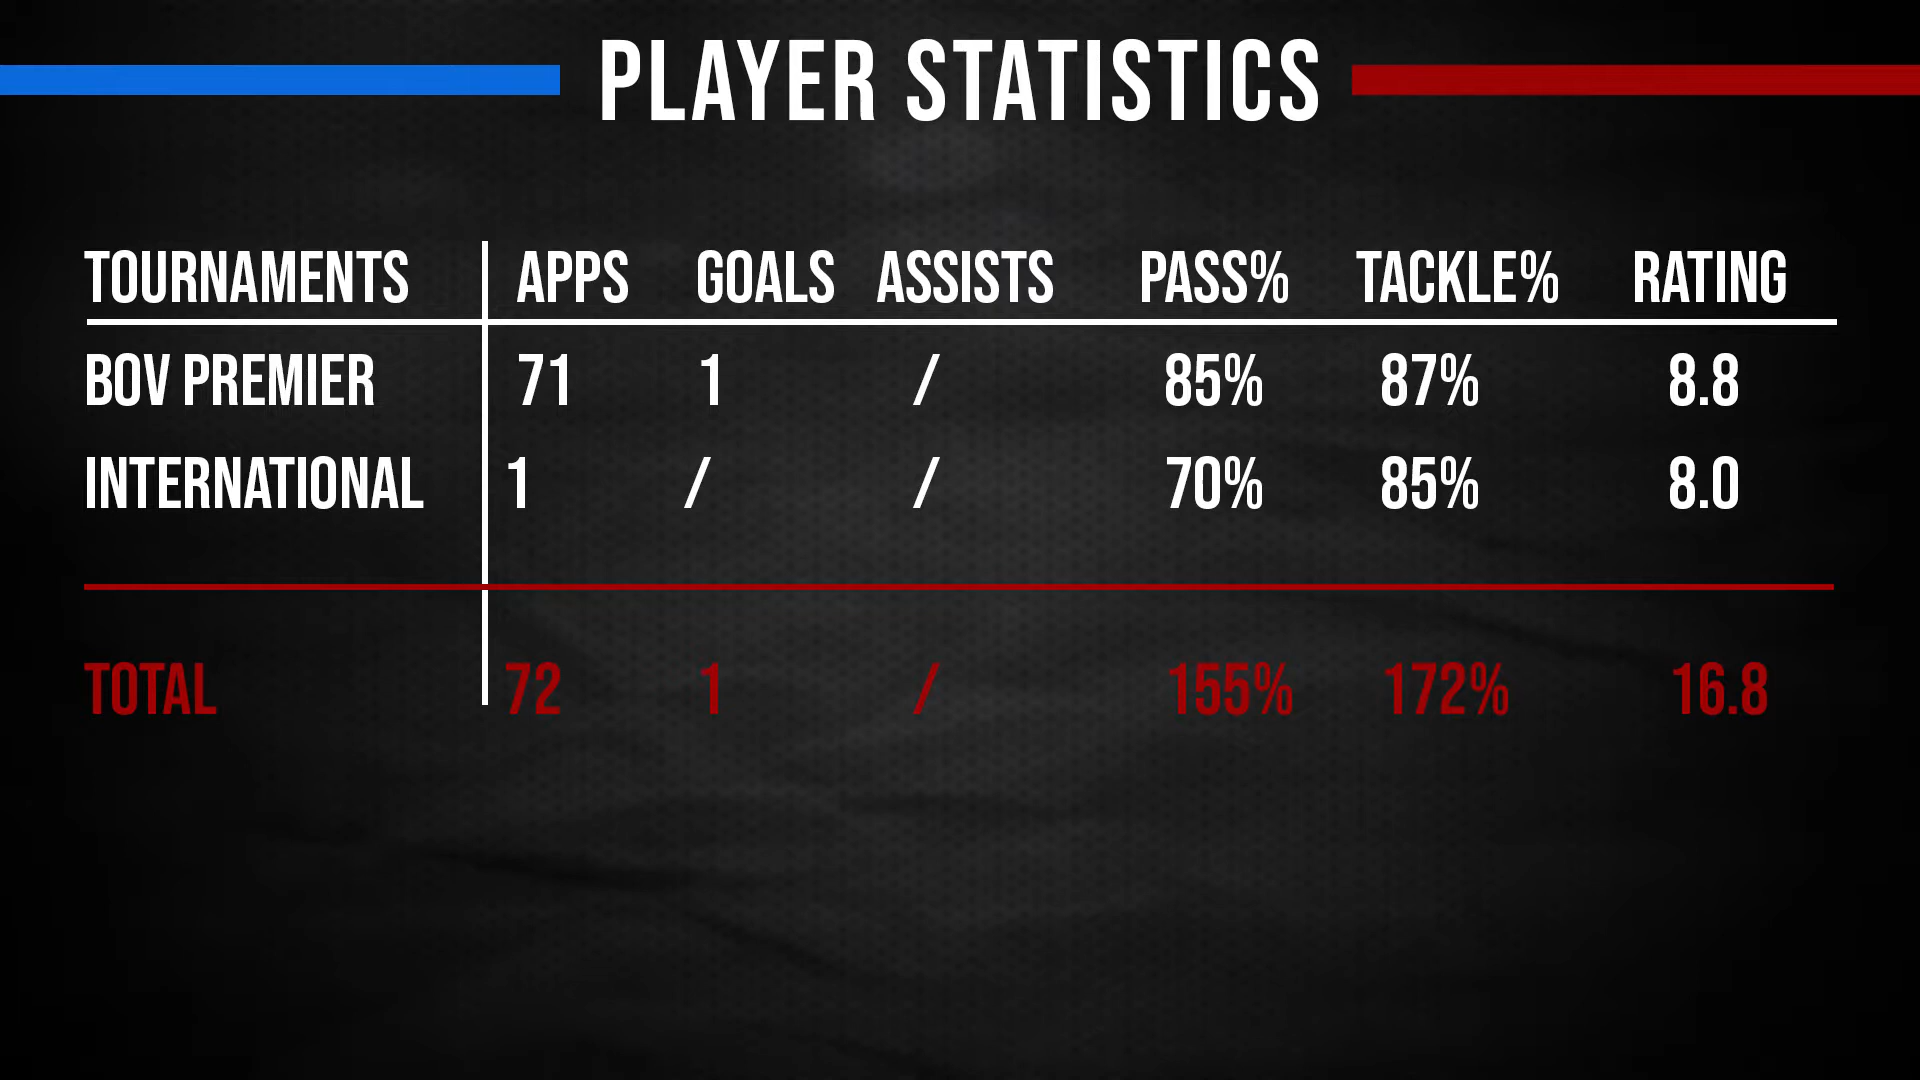 PLAYER STATISTICS
TOURNAMENTS APPS GOALS ASSISTS PASS% TACKLE% RATING
BOV PREMIER 71 1 / 85% 87% 8.8
INTERNATIONAL 1 / / 70% 85% 8.0
TOTAL 72 1 / 155% 172% 16.8